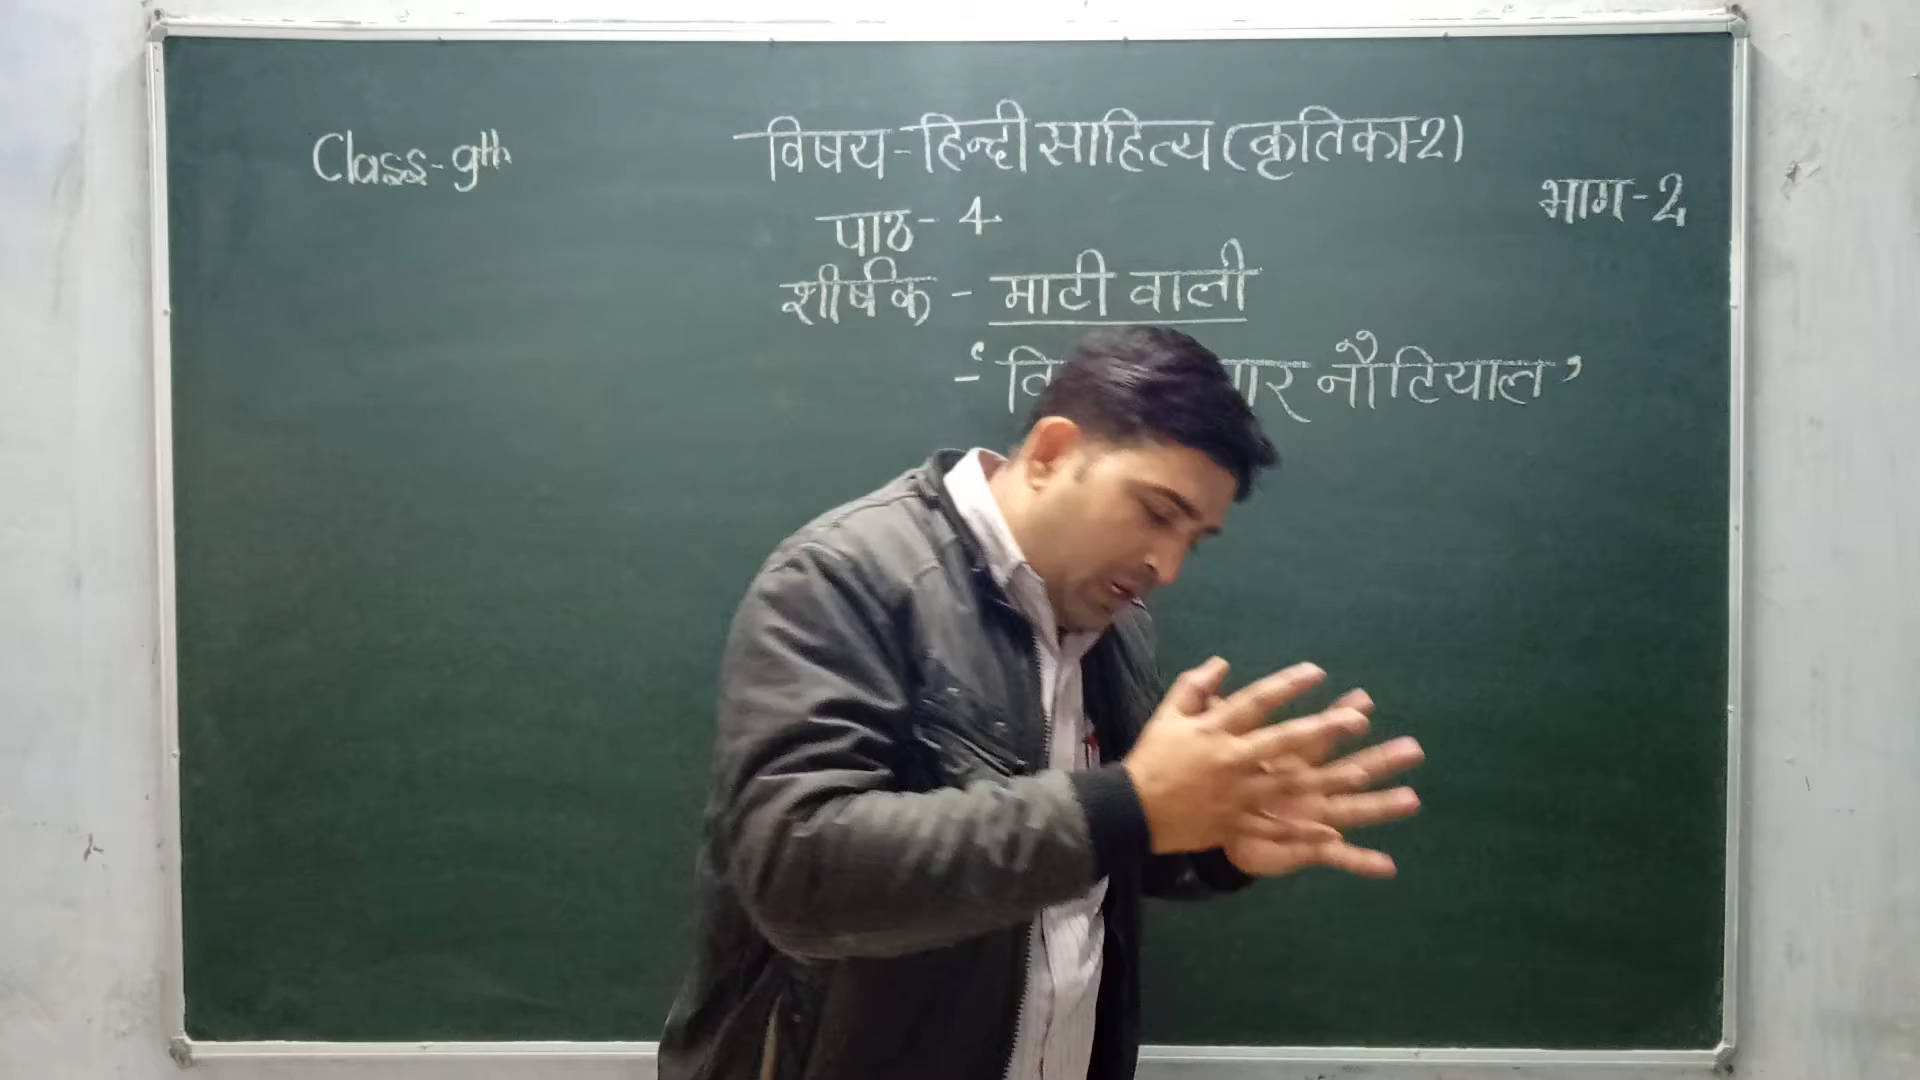 Class-9th
विषय-हिन्दी साहित्य (कृतिका-2)
भाग-2
पाठ-4
शीर्षक - माटी वाली
नौटियाल’